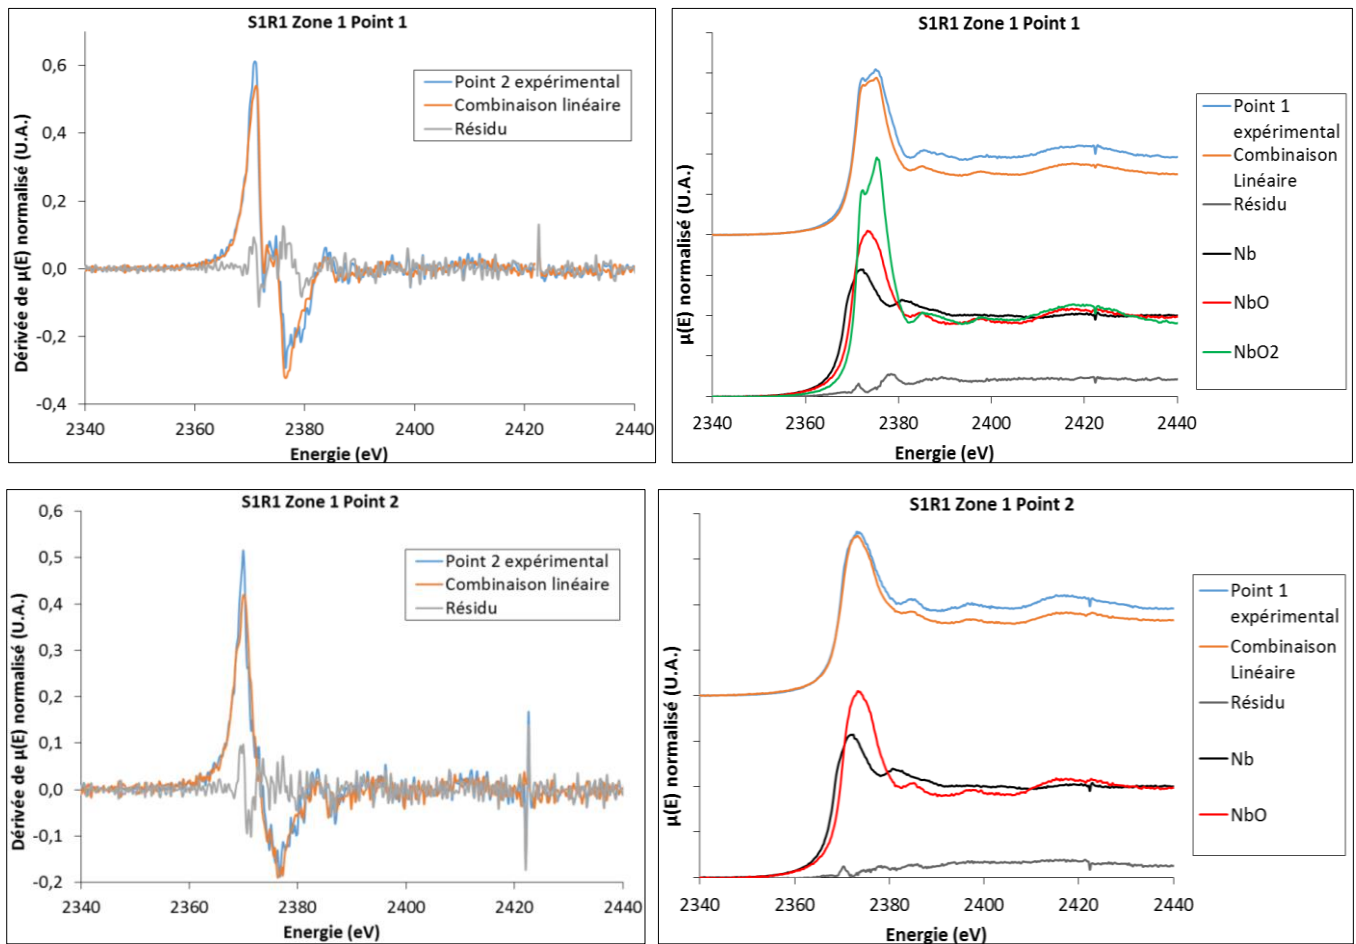 S1R1 Zone 1 Point 1
Dérivée de μ(E) normalisé (U.A.)
0,6
0,4
0,2
0,0
-0,2
-0,4
Point 2 expérimental
Combinaison linéaire
Résidu
2340 2360 2380 2400 2420 2440
Energie (eV)
S1R1 Zone 1 Point 1
μ(E) normalisé (U.A.)
Point 1
expérimental
Combinaison
Linéaire
Résidu
Nb
NbO
NbO2
2340 2360 2380 2400 2420 2440
Energie (eV)
S1R1 Zone 1 Point 2
Dérivée de μ(E) normalisé (U.A.)
0,6
0,5
0,4
0,3
0,2
0,1
0,0
-0,1
-0,2
Point 2 expérimental
Combinaison linéaire
Résidu
2340 2360 2380 2400 2420 2440
Energie (eV)
S1R1 Zone 1 Point 2
μ(E) normalisé (U.A.)
Point 1
expérimental
Combinaison
Linéaire
Résidu
Nb
NbO
2340 2360 2380 2400 2420 2440
Energie (eV)